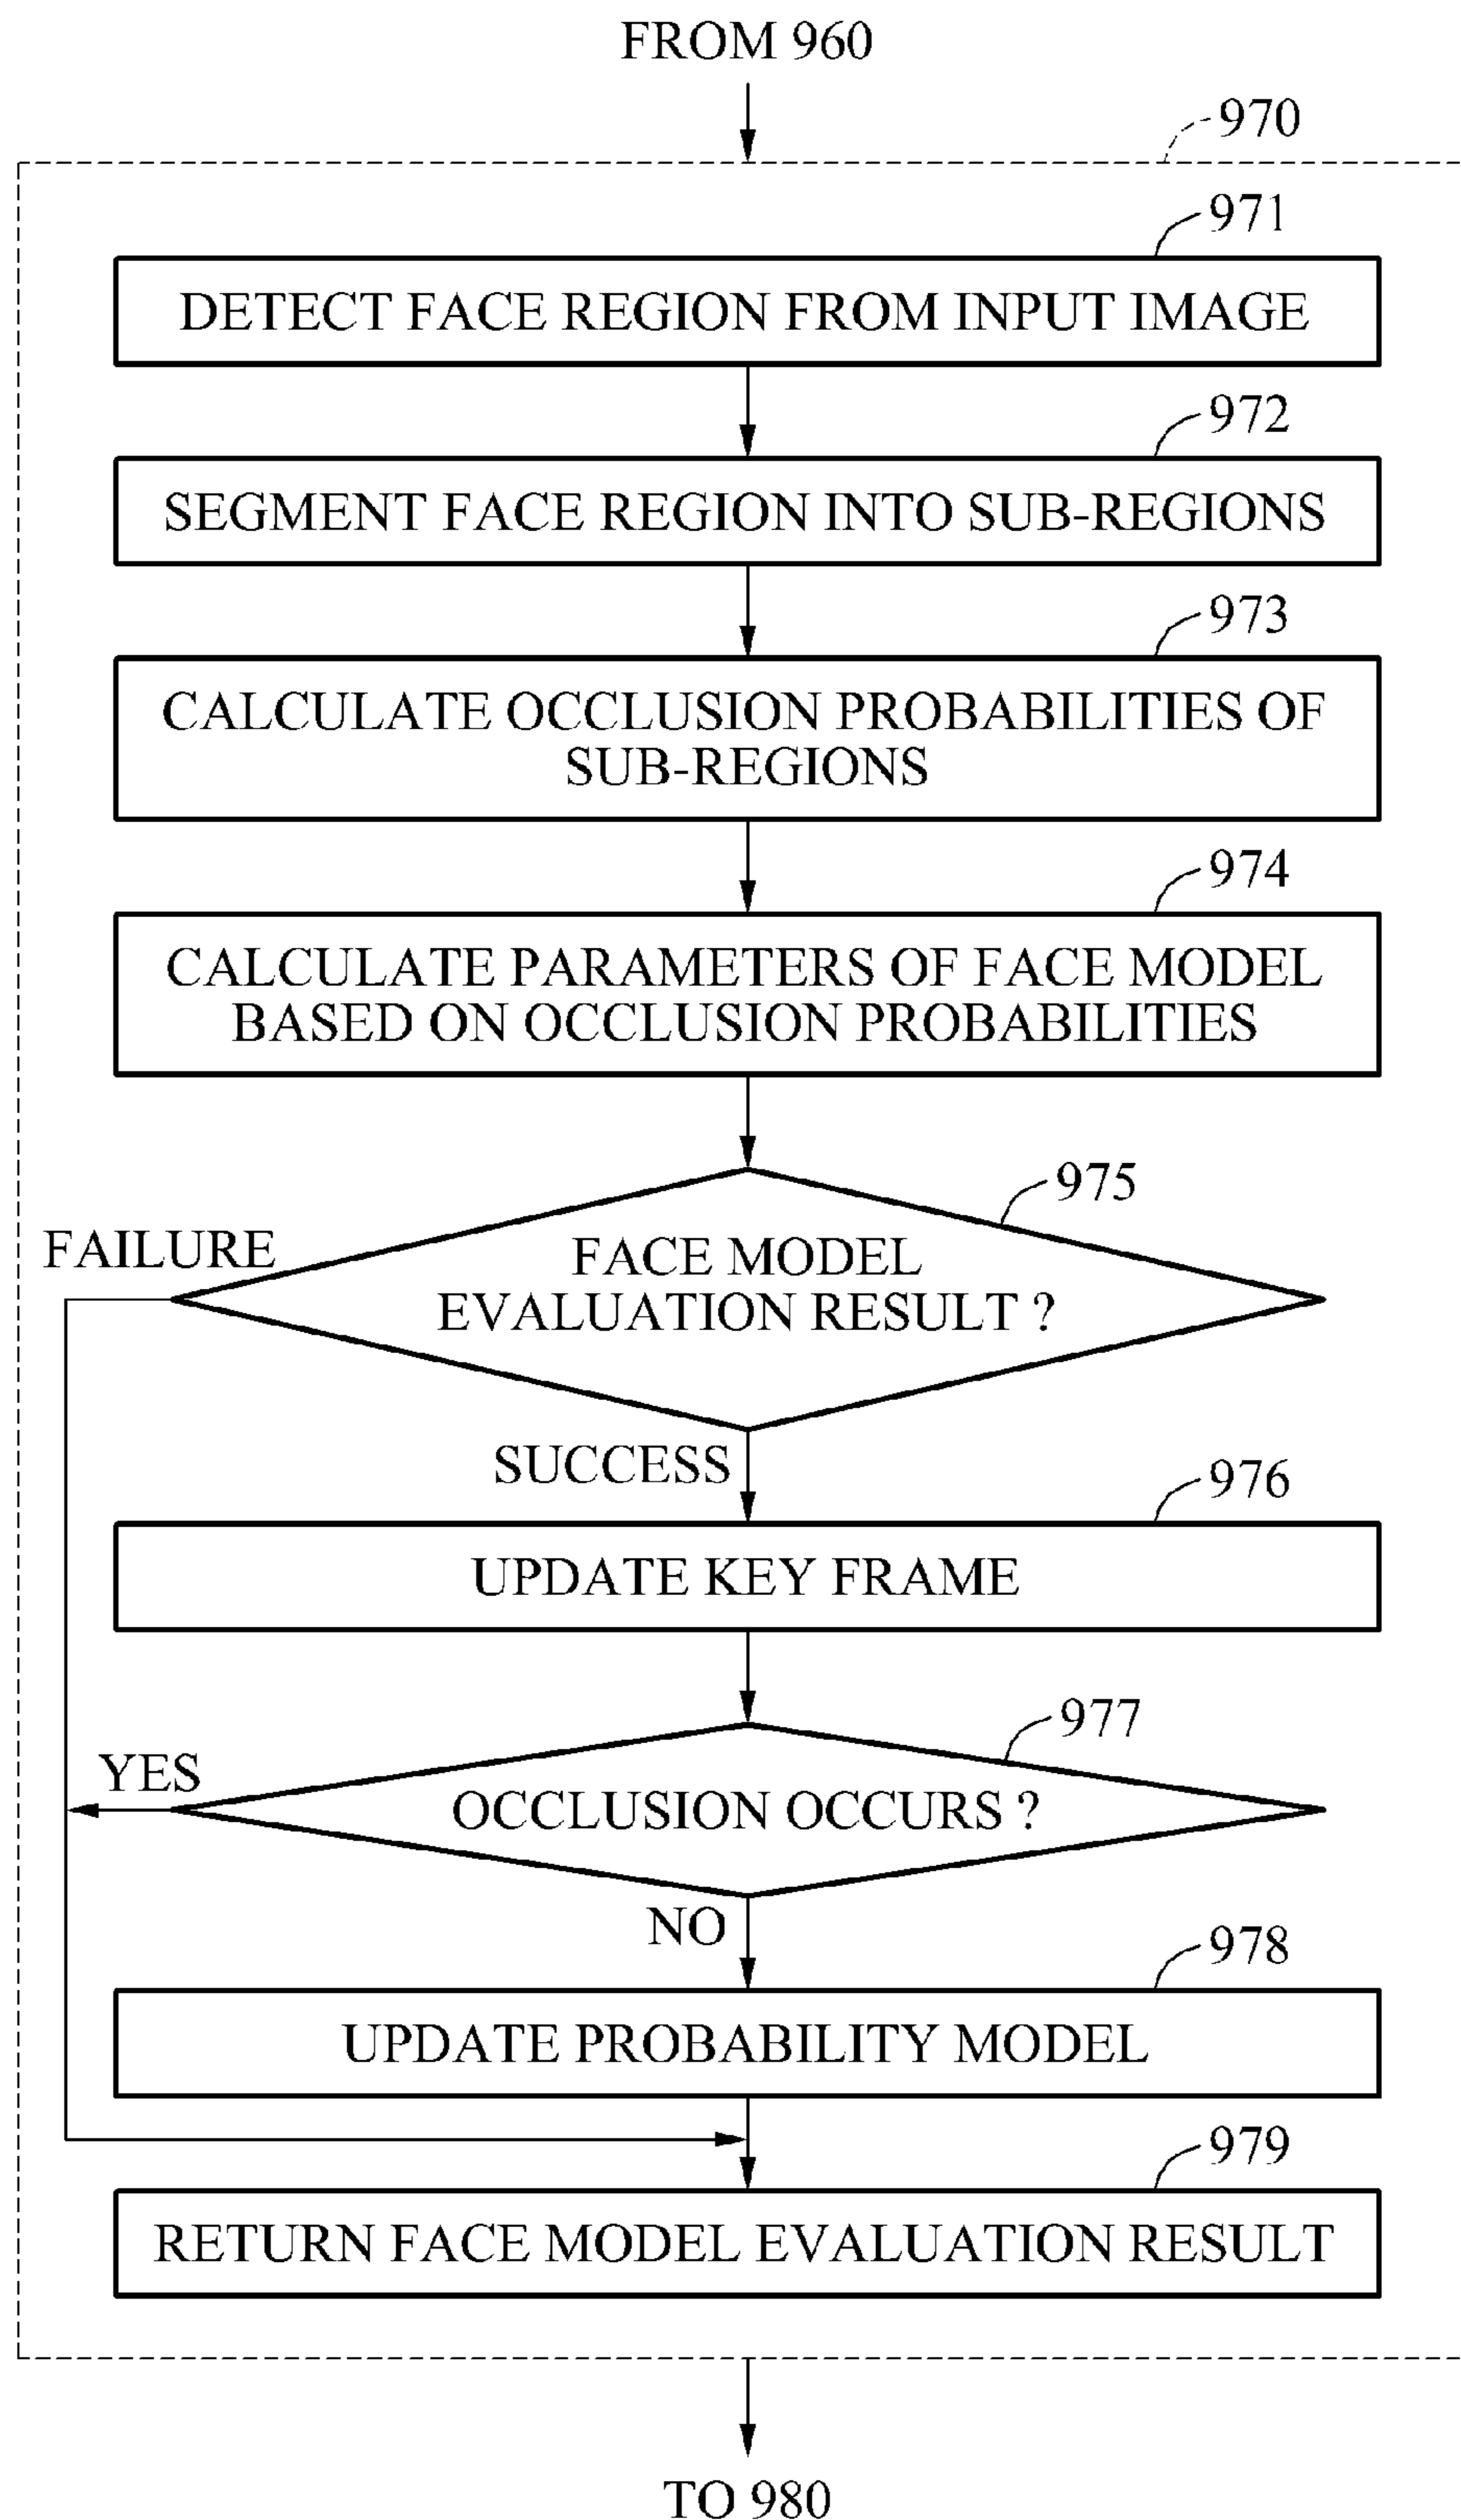 FROM 960
970
971
DETECT FACE REGION FROM INPUT IMAGE
972
SEGMENT FACE REGION INTO SUB-REGIONS
973
CALCULATE OCCLUSION PROBABILITIES OF
SUB-REGIONS
974
CALCULATE PARAMETERS OF FACE MODEL
BASED ON OCCLUSION PROBABILITIES
975
FAILURE
FACE MODEL
EVALUATION RESULT ?
SUCCESS
976
UPDATE KEY FRAME
977
YES
OCCLUSION OCCURS ?
NO
978
UPDATE PROBABILITY MODEL
979
RETURN FACE MODEL EVALUATION RESULT
TO 980